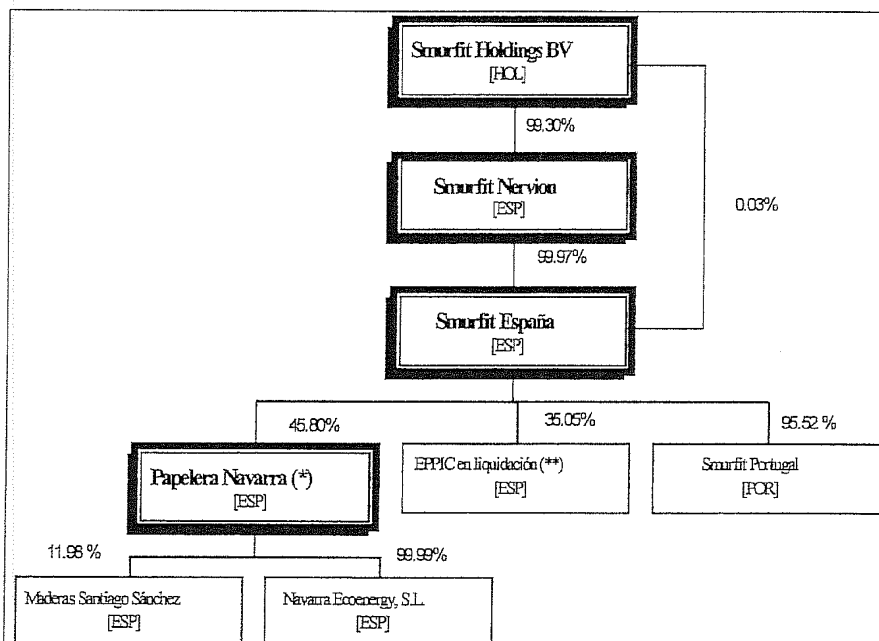 Smurfit Holdings BV
[HOL]
99.30%
Smurfit Nervion
[ESP]
0.03%
99.97%
Smurfit España
[ESP]
45.80%
35.05%
95.52 %
Papelera Navarra (*)
[ESP]
EPPIC en liquidación (**)
[ESP]
Smurfit Portugal
[POR]
11.98 %
99.99%
Maderas Santiago Sánchez
[ESP]
Navarra Ecoenergy, S.L.
[ESP]